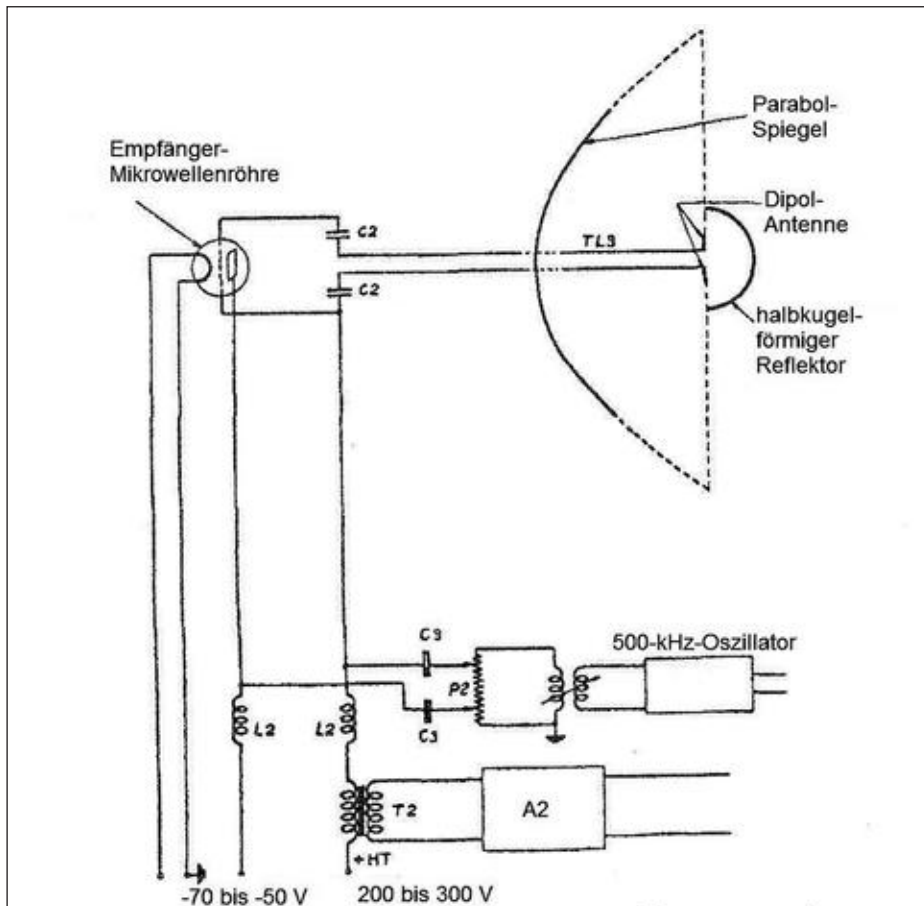 Parabol-
Spiegel
Empfänger-
Mikrowellenröhre
Dipol-
Antenne
C2
TL3
C2
halbkugel-
förmiger
Reflektor
C3
500-kHz-Oszillator
P2
L2
L2
C3
T2
A2
+HT
-70 bis -50 V
200 bis 300 V